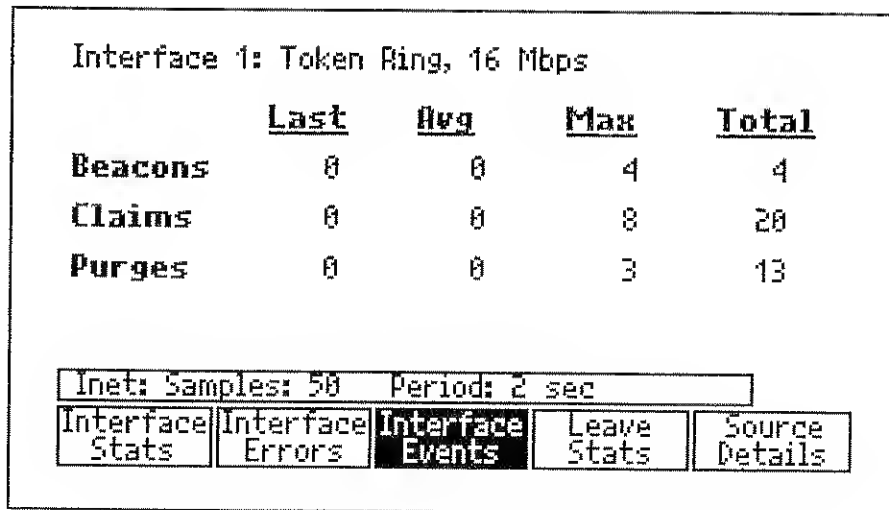 Interface 1: Token Ring, 16 Mbps
Last Avg Max Total
Beacons 0 0 4 4
Claims 0 0 8 20
Purges 0 0 3 13
Inet: Samples: 50 Period: 2 sec
Interface Interface Interface Leave Source
Stats Errors Events Stats Details